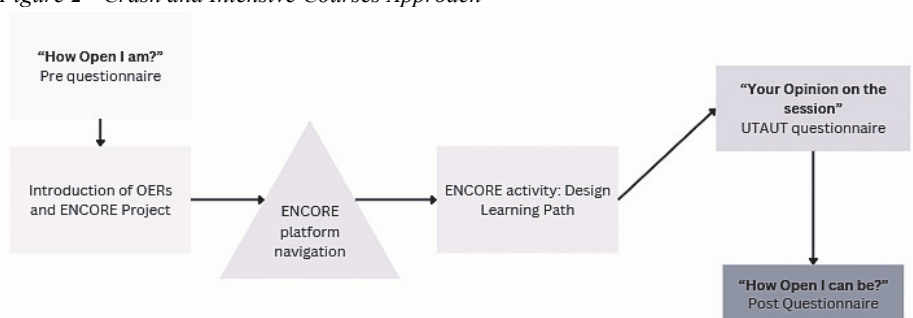 Figure 2 – Crash and Intensive Courses Approach
“How Open I am?”
Pre questionnaire
Introduction of OERs
and ENCORE Project
ENCORE
platform
navigation
ENCORE activity: Design
Learning Path
“Your Opinion on the
session”
UTAUT questionnaire
“How Open I can be?”
Post Questionnaire